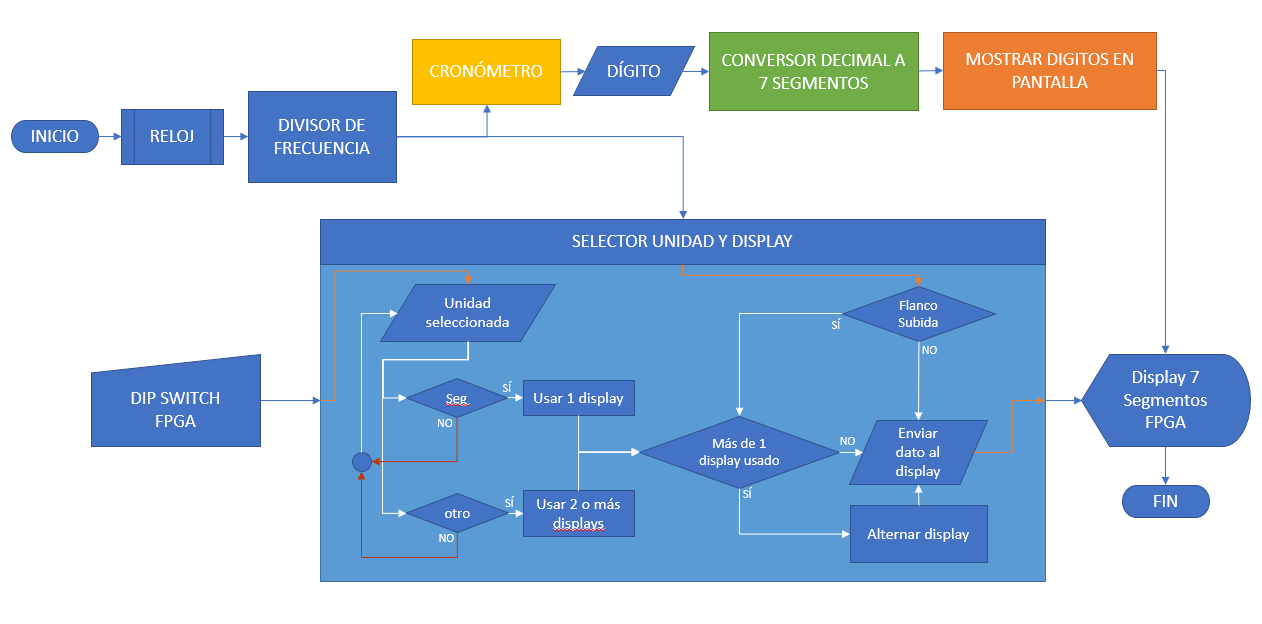 INICIO
RELOJ
DIVISOR DE
FRECUENCIA
CRONÓMETRO
DÍGITO
CONVERSOR DECIMAL A
7 SEGMENTOS
MOSTRAR DIGITOS EN
PANTALLA
SELECTOR UNIDAD Y DISPLAY
DIP SWITCH
FPGA
Unidad
seleccionada
Seg
SÍ
NO
Usar 1 display
otro
SÍ
NO
Usar 2 o más
displays
Flanco
Subida
SÍ
NO
Más de 1
display usado
NO
SÍ
Enviar
dato al
display
Alternar display
Display 7
Segmentos
FPGA
FIN